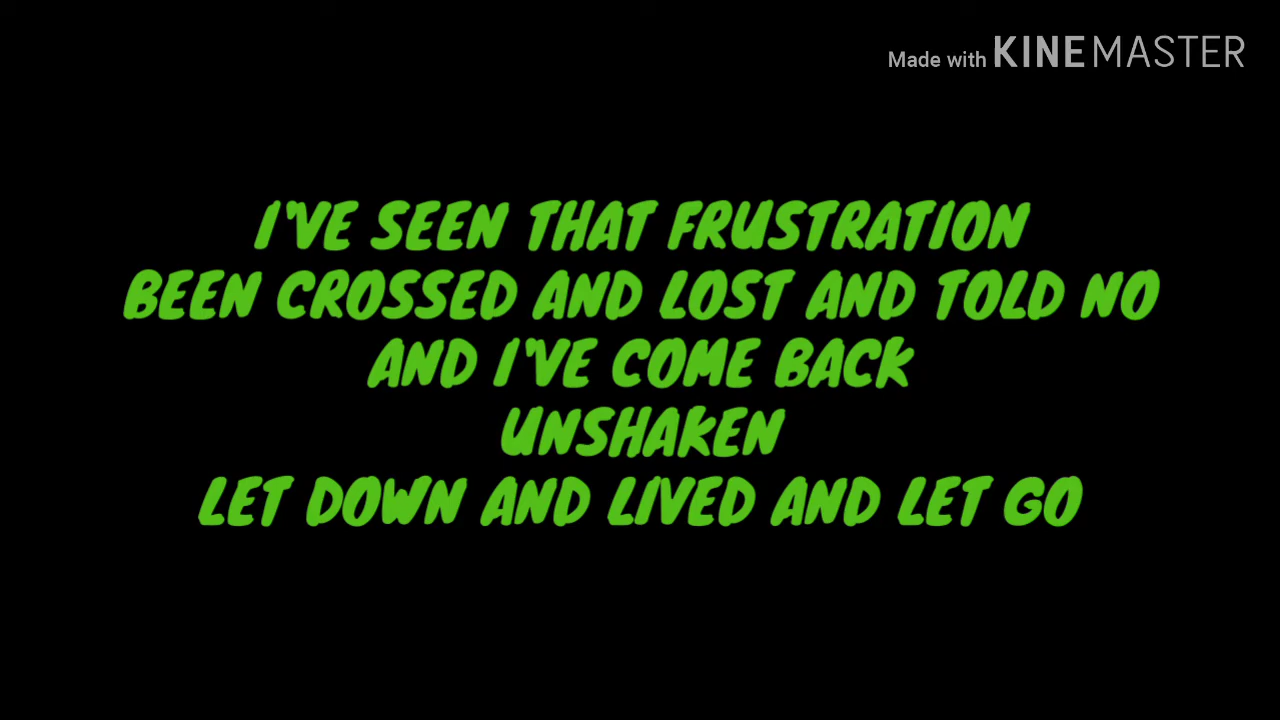 Made with KINEMASTER
I'VE SEEN THAT FRUSTRATION
BEEN CROSSED AND LOST AND TOLD NO
AND I'VE COME BACK
UNSHAKEN
LET DOWN AND LIVED AND LET GO